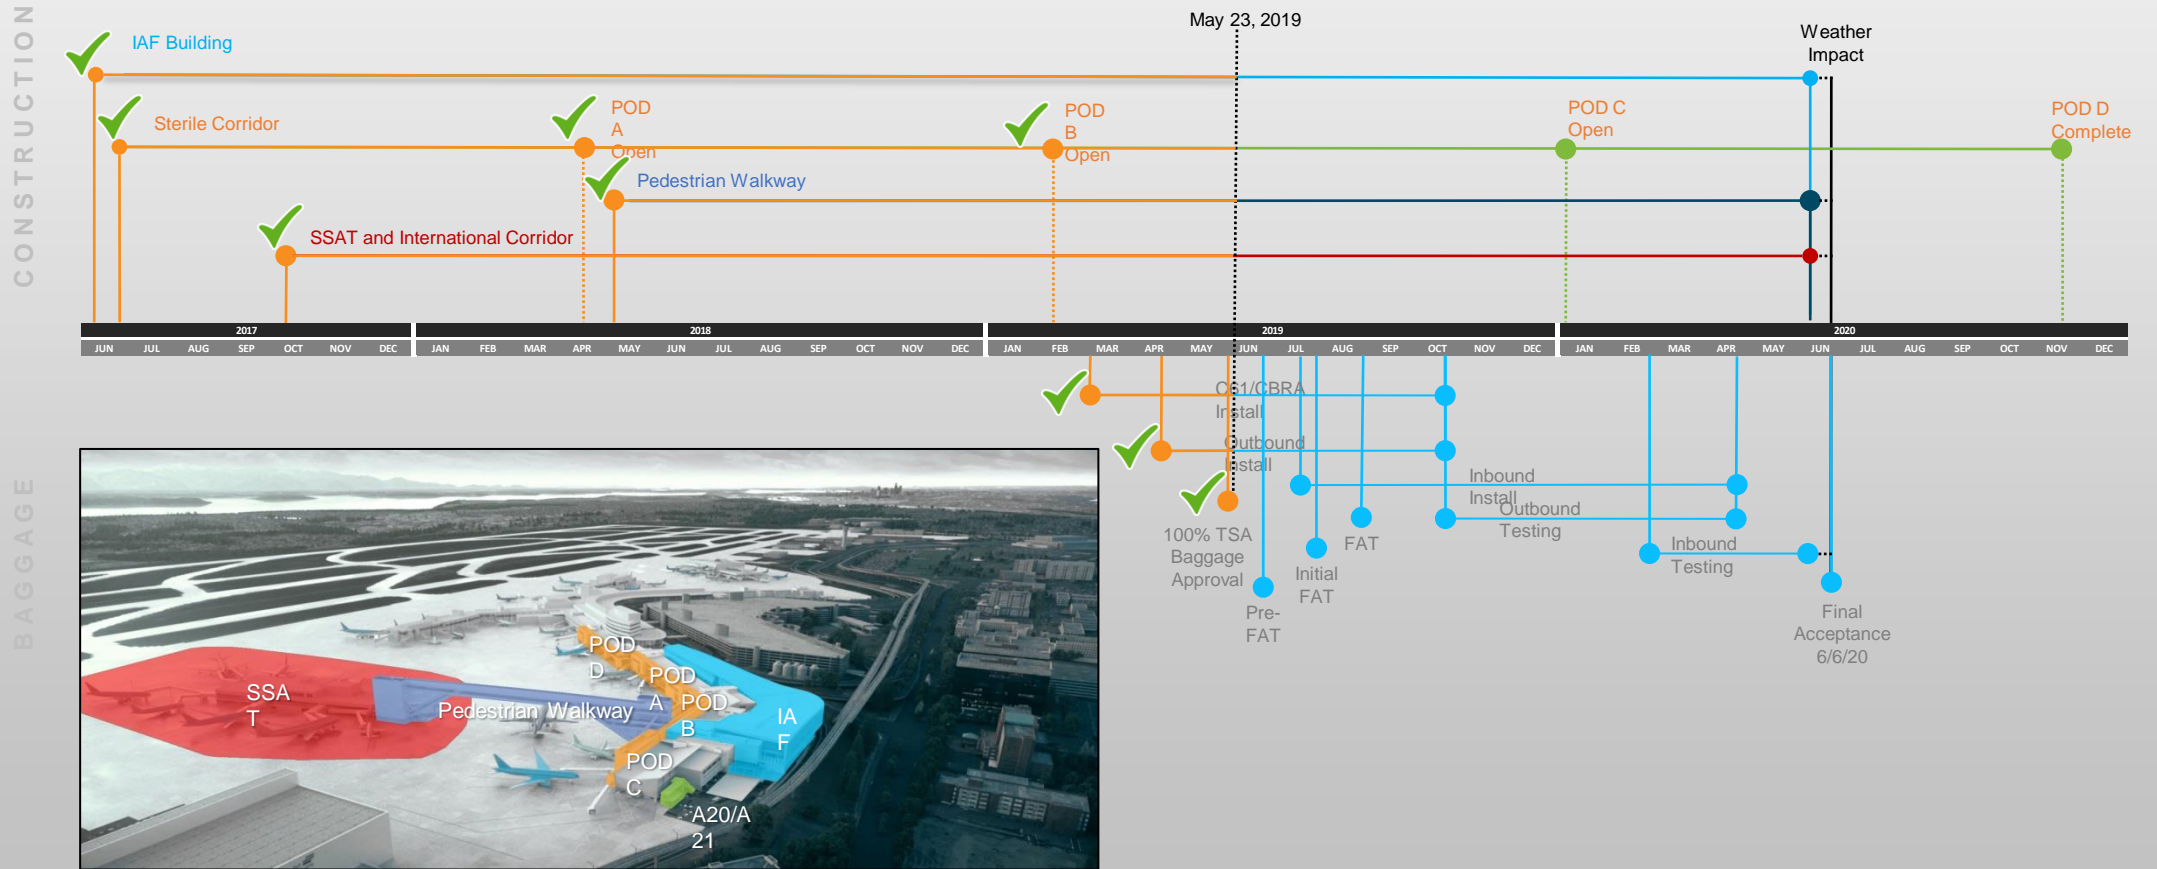 CONSTRUCTION
May 23, 2019
IAF Building
Weather
Impact
Sterile Corridor
POD
A
Open
POD
B
Open
POD C
Open
POD D
Complete
Pedestrian Walkway
SSAT and International Corridor
2017
2018
2019
2020
JUN JUL AUG SEP OCT NOV DEC JAN FEB MAR APR MAY JUN JUL AUG SEP OCT NOV DEC JAN FEB MAR APR MAY JUN JUL AUG SEP OCT NOV DEC JAN FEB MAR APR MAY JUN JUL AUG SEP OCT NOV DEC
BAGGAGE
C61/CBRA
Install
Outbound
Install
Inbound
Install
Outbound
Testing
100% TSA
Baggage
Approval
FAT
Initial
FAT
Inbound
Testing
Pre-
FAT
Final
Acceptance
6/6/20
POD
D
POD
A
POD
B
SSA
T
Pedestrian Walkway
IA
F
POD
C
A20/A
21